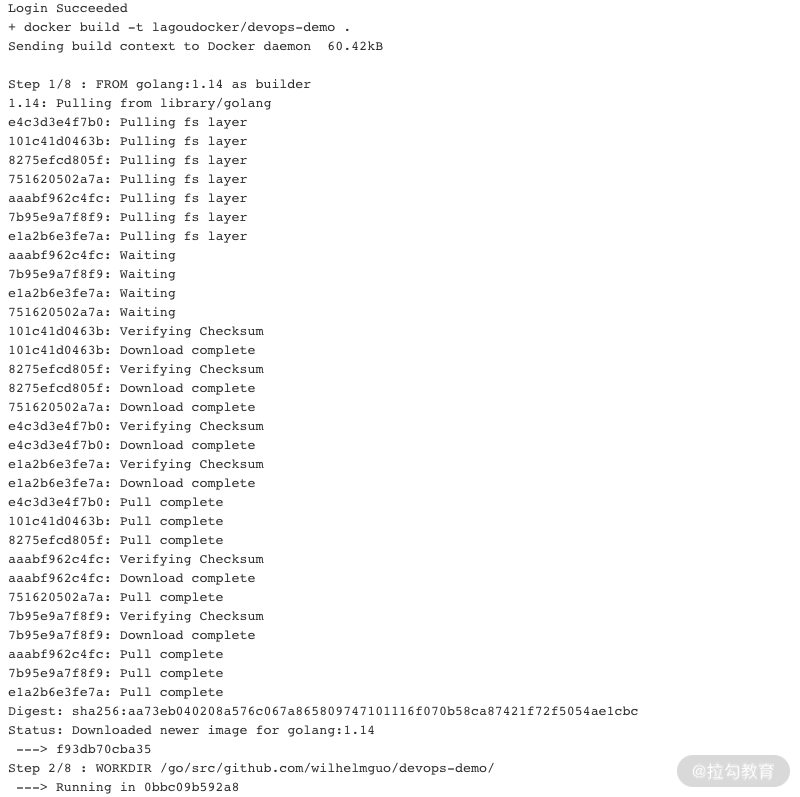 Login Succeeded
+ docker build -t lagoudocker/devops-demo .
Sending build context to Docker daemon  60.42kB
Step 1/8 : FROM golang:1.14 as builder
1.14: Pulling from library/golang
e4c3d3e4f7b0: Pulling fs layer
101c41d0463b: Pulling fs layer
8275efcd805f: Pulling fs layer
751620502a7a: Pulling fs layer
aaabf962c4fc: Pulling fs layer
7b95e9a7f8f9: Pulling fs layer
e1a2b6e3fe7a: Pulling fs layer
aaabf962c4fc: Waiting
7b95e9a7f8f9: Waiting
e1a2b6e3fe7a: Waiting
751620502a7a: Waiting
101c41d0463b: Verifying Checksum
101c41d0463b: Download complete
8275efcd805f: Verifying Checksum
8275efcd805f: Download complete
751620502a7a: Download complete
e4c3d3e4f7b0: Verifying Checksum
e4c3d3e4f7b0: Download complete
e1a2b6e3fe7a: Verifying Checksum
e1a2b6e3fe7a: Download complete
e4c3d3e4f7b0: Pull complete
101c41d0463b: Pull complete
8275efcd805f: Pull complete
aaabf962c4fc: Verifying Checksum
aaabf962c4fc: Download complete
751620502a7a: Pull complete
7b95e9a7f8f9: Verifying Checksum
7b95e9a7f8f9: Download complete
aaabf962c4fc: Pull complete
7b95e9a7f8f9: Pull complete
e1a2b6e3fe7a: Pull complete
Digest: sha256:aa73eb040208a576c067a865809747101116f070b58ca87421f72f5054ae1cbc
Status: Downloaded newer image for golang:1.14
 ---> f93db70cba35
Step 2/8 : WORKDIR /go/src/github.com/wilhelmguo/devops-demo/
 ---> Running in 0bbc09b592a8
@拉勾教育